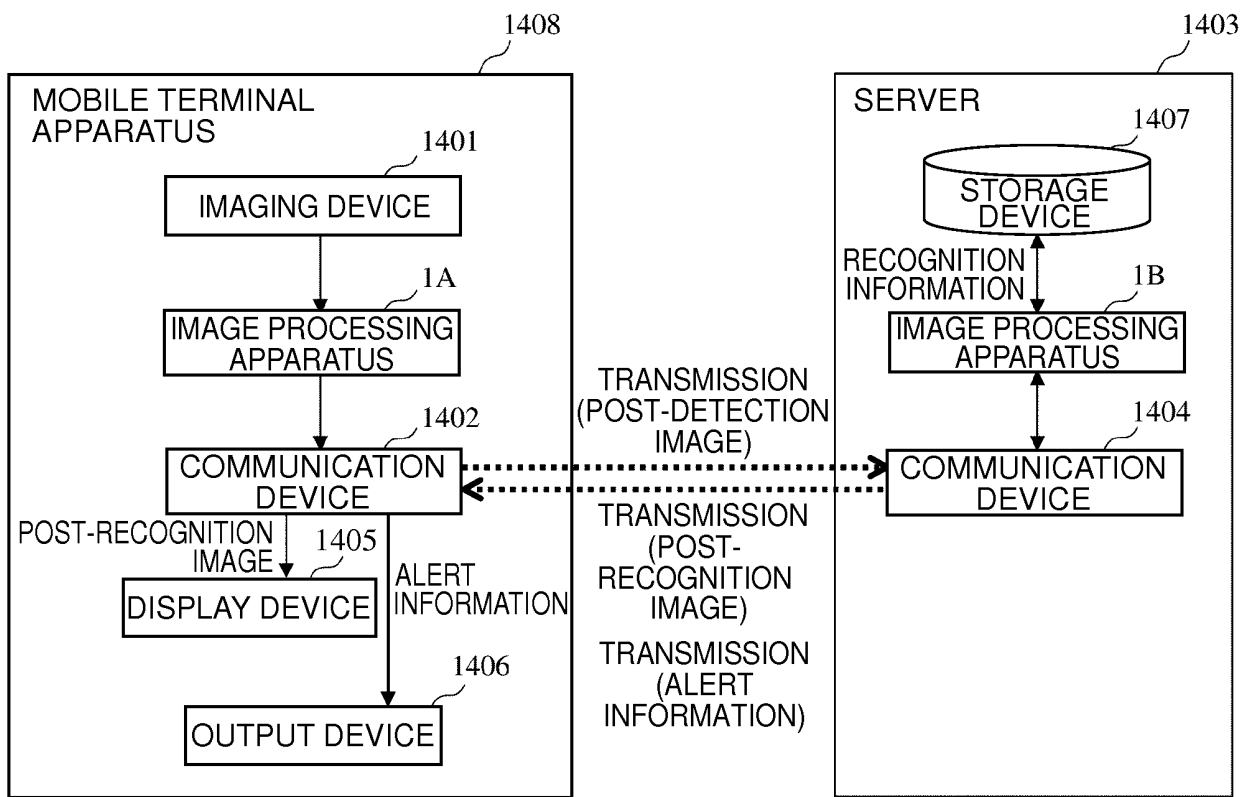 1408
MOBILE TERMINAL
APPARATUS
1401
IMAGING DEVICE
1A
IMAGE PROCESSING
APPARATUS
1402
COMMUNICATION
DEVICE
POST-RECOGNITION
IMAGE
1405
DISPLAY DEVICE
ALERT
INFORMATION
1406
OUTPUT DEVICE
TRANSMISSION
(POST-DETECTION
IMAGE)
TRANSMISSION
(POST-
RECOGNITION
IMAGE)
TRANSMISSION
(ALERT
INFORMATION)
1403
SERVER
1407
STORAGE
DEVICE
RECOGNITION
INFORMATION
1B
IMAGE PROCESSING
APPARATUS
1404
COMMUNICATION
DEVICE